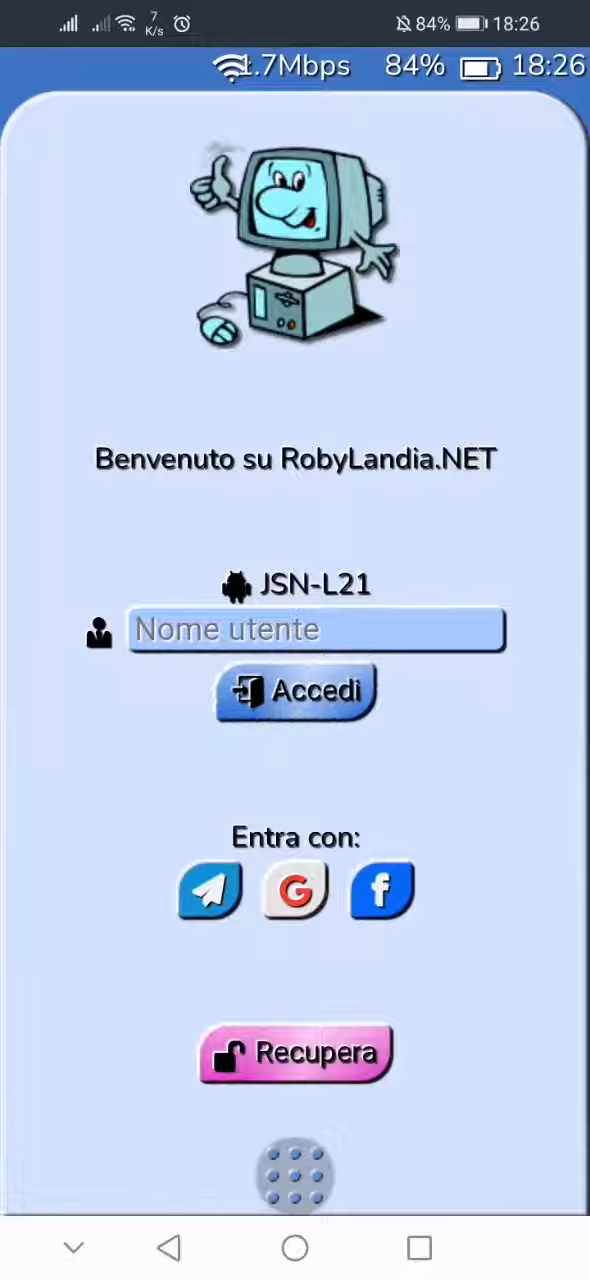 7 K/s 84% 18:26
1.7Mbps 84% 18:26
Benvenuto su RobyLandia.NET
JSN-L21
Nome utente
Accedi
Entra con:
G f
Recupera